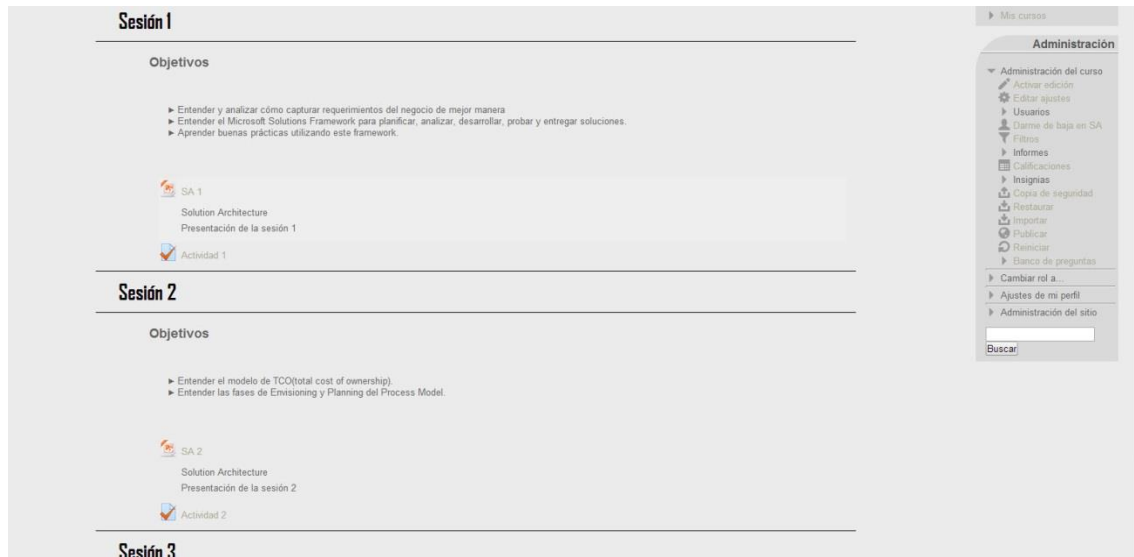 Sesión 1
Objetivos
► Entender y analizar cómo capturar requerimientos del negocio de mejor manera
► Entender el Microsoft Solutions Framework para planificar, analizar, desarrollar, probar y entregar soluciones.
► Aprender buenas prácticas utilizando este framework.
SA 1
Solution Architecture
Presentación de la sesión 1
Actividad 1
Sesión 2
Objetivos
► Entender el modelo de TCO(total cost of ownership).
► Entender las fases de Envisioning y Planning del Process Model.
SA 2
Solution Architecture
Presentación de la sesión 2
Actividad 2
Sesión 3
Mis cursos
Administración
Administración del curso
Activar edición
Editar ajustes
Usuarios
Darme de baja en SA
Filtros
Informes
Calificaciones
Insignias
Copia de seguridad
Restaurar
Importar
Publicar
Reiniciar
Banco de preguntas
Cambiar rol a...
Ajustes de mi perfil
Administración del sitio
Buscar